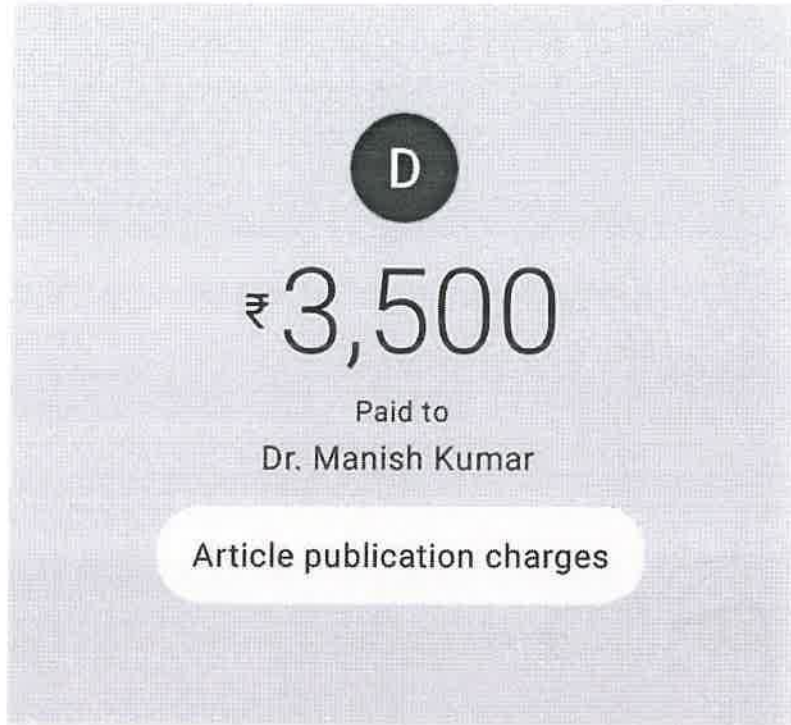 D
₹3,500
Paid to
Dr. Manish Kumar
Article publication charges